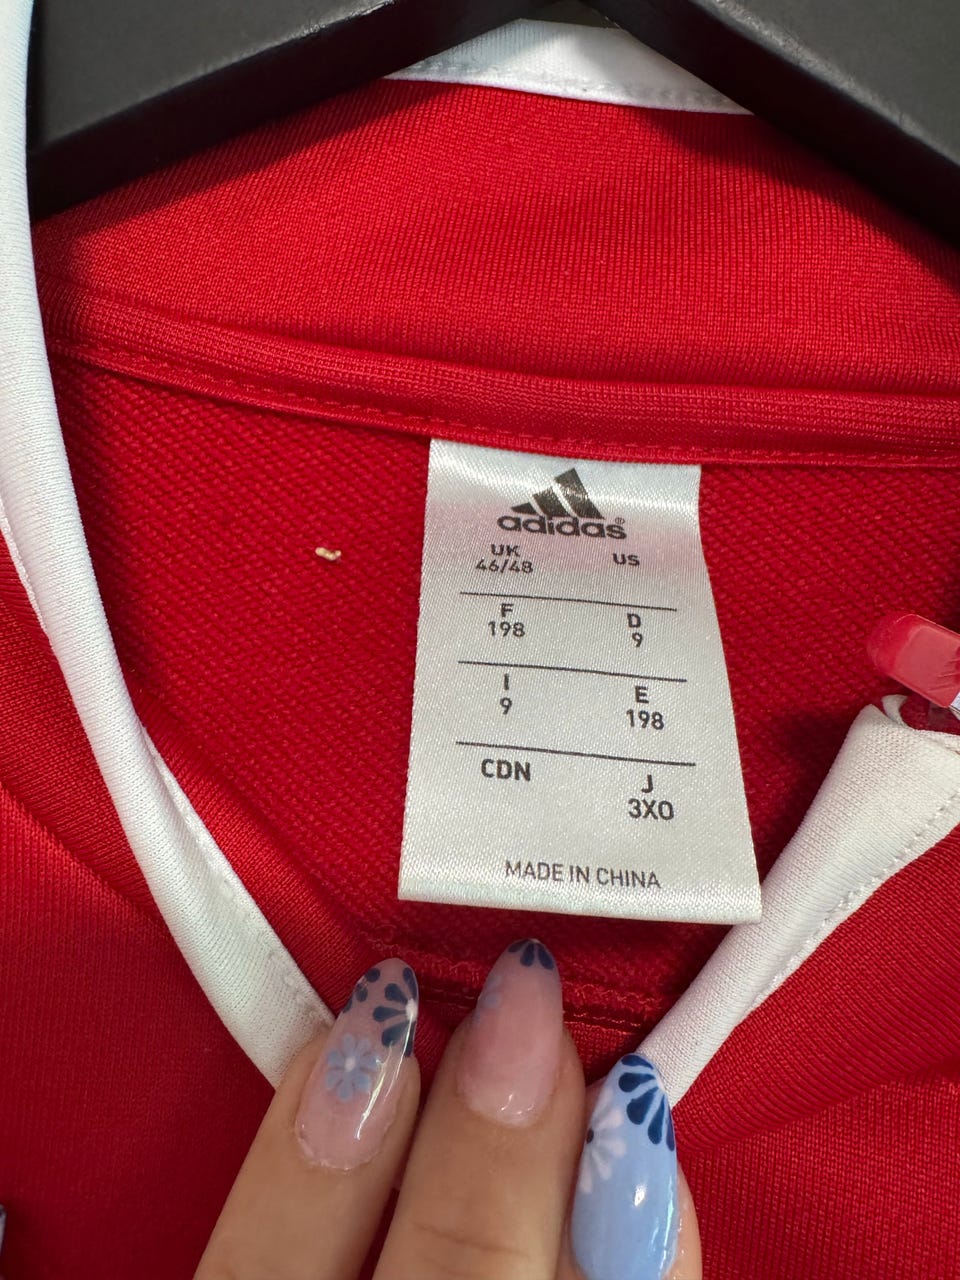 adidas®
UK US
46/48
F D
198 9
I E
9 198
CDN J
3XO
MADE IN CHINA